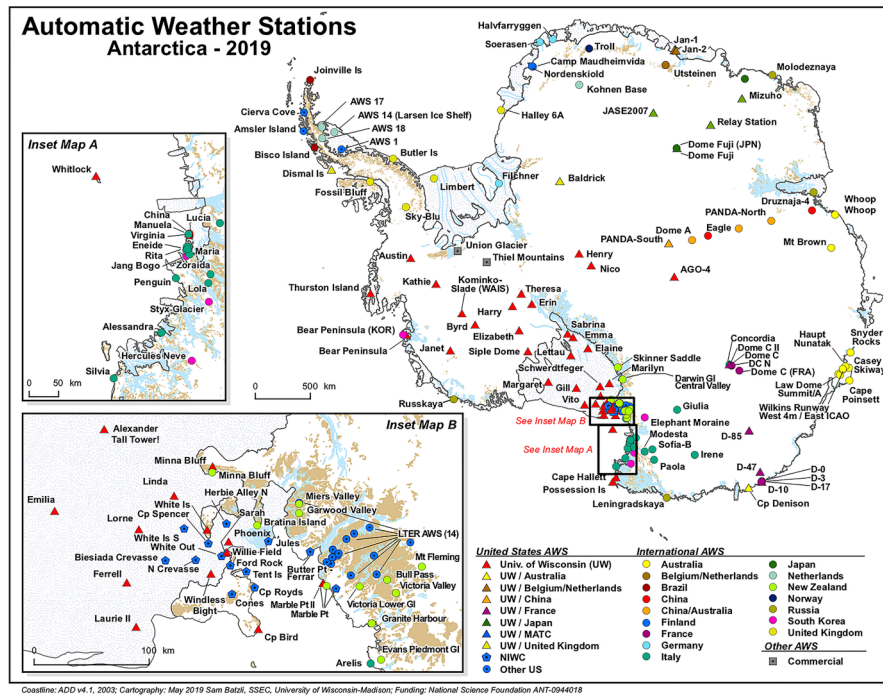 Automatic Weather Stations
Antarctica - 2019
Halvfarryggen
Soerasen
Troll
Jan-1
Jan-2
Camp Maudheimvida
Nordenskiold
Utsteinen
Molodeznaya
Kohnen Base
Mizuho
Joinville Is
AWS 17
AWS 14 (Larsen Ice Shelf)
AWS 18
AWS 1
Cierva Cove
Amsler Island
Bisco Island
Halley 6A
JASE2007
Relay Station
Dome Fuji (JPN)
Dome Fuji
Butler Is
Dismal Is
Fossil Bluff
Limbert
Filchner
Baldrick
Sky-Blu
Druznaja-4
Whoop
Whoop
PANDA-North
Dome A
Eagle
PANDA-South
Mt Brown
Union Glacier
Thiel Mountains
Henry
Nico
AGO-4
Austin
Kathie
Kominko-
Slade (WAIS)
Theresa
Erin
Thurston Island
Harry
Byrd
Elizabeth
Sabrina
Emma
Elaine
Bear Peninsula (KOR)
Bear Peninsula
Janet
Siple Dome
Lettau
Schwerdtfeger
Skinner Saddle
Marilyn
Darwin Gl
Central Valley
Margaret
Gill
Vito
Russkaya
Concordia
Dome C II
Dome C
DC N
Dome C (FRA)
Haupt
Nunatak
Snyder
Rocks
Casey
Skiway
Law Dome
Summit/A
Cape
Poinsett
Wilkins Runway
West 4m / East ICAO
See Inset Map B
See Inset Map A
Giulia
Elephant Moraine
Modesta
Sofia-B
Irene
Paola
D-85
D-47
D-0
D-3
D-17
D-10
Cp Denison
Cape Hallett
Possession Is
Leningradskaya
Inset Map A
Whitlock
China
Manuela
Virginia
Eneide
Rita
Jang Bogo
Lucia
Maria
Zoraida
Penguin
Lola
Styx-Glacier
Alessandra
Hercules Neve
Silvia
0 50
km
0 500
km
Inset Map B
Alexander
Tall Tower!
Minna Bluff
Minna Bluff
Linda
Emilia
White Is
Cp Spencer
Herbie Alley N
Sarah
Bratina Island
Miers Valley
Garwood Valley
Lorne
White Is S
White Out
Phoenix
Jules
LTER AWS (14)
Biesiada Crevasse
N Crevasse
Willie Field
Ford Rock
Tent Is
Butter Pt -
Ferrar
Mt Fleming
Bull Pass
Victoria Valley
Ferrell
Cp Royds
Cones
Windless
Bight
Marble Pt II
Marble Pt
Victoria Lower Gl
Laurie II
Granite Harbour
Cp Bird
Evans Piedmont Gl
Arelis
0 100
km
United States AWS
Univ. of Wisconsin (UW)
UW / Australia
UW / Belgium/Netherlands
UW / China
UW / France
UW / Japan
UW / MATC
UW / United Kingdom
NIWC
Other US
International AWS
Australia
Belgium/Netherlands
Brazil
China
China/Australia
Finland
France
Germany
Italy
Japan
Netherlands
New Zealand
Norway
Russia
South Korea
United Kingdom
Other AWS
Commercial
Coastline: ADD v4.1, 2003; Cartography: May 2019 Sam Batzli, SSEC, University of Wisconsin-Madison; Funding: National Science Foundation ANT-0944018